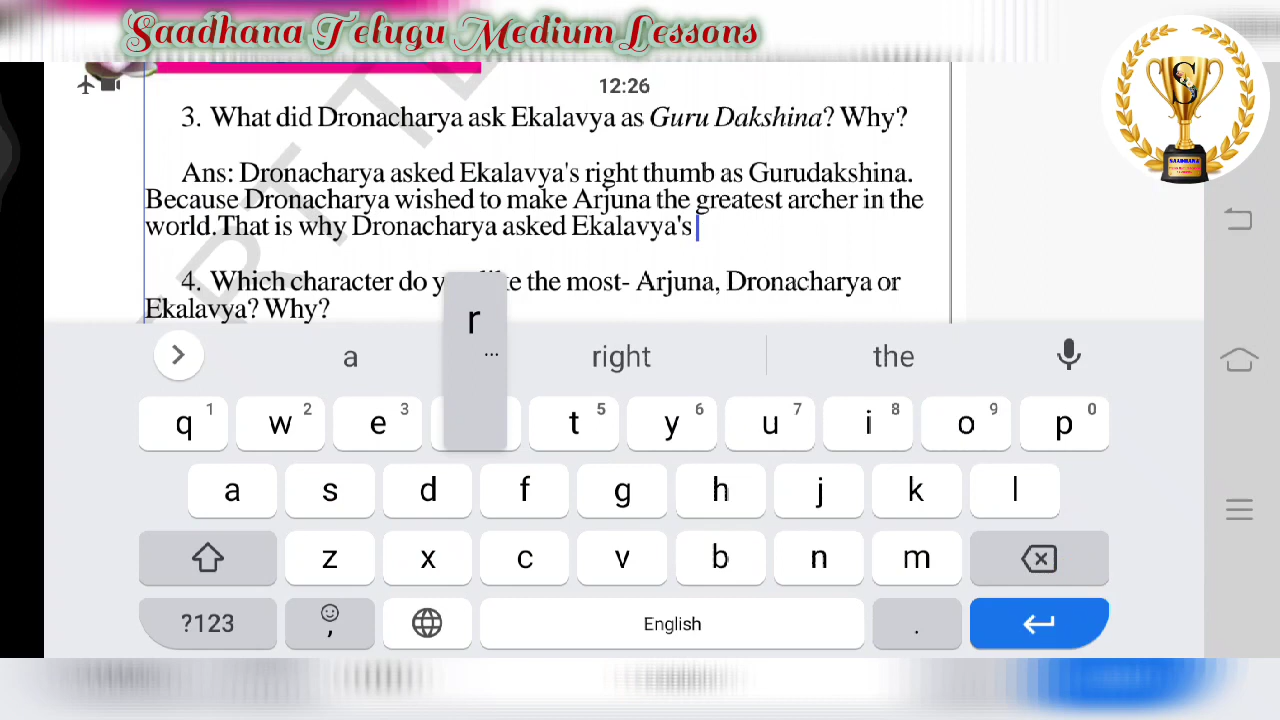 Saadhana Telugu Medium Lessons
12:26
3. What did Dronacharya ask Ekalavya as Guru Dakshina? Why?
Ans: Dronacharya asked Ekalavya's right thumb as Gurudakshina.
Because Dronacharya wished to make Arjuna the greatest archer in the
world.That is why Dronacharya asked Ekalavya's
4. Which character do y like the most- Arjuna, Dronacharya or
Ekalavya? Why?
r
...
a right the
q 1 w 2 e 3 t 5 y 6 u 7 i 8 o 9 p 0
a s d f g h j k l
z x c v b n m
?123 , English .
S
SAADHANA